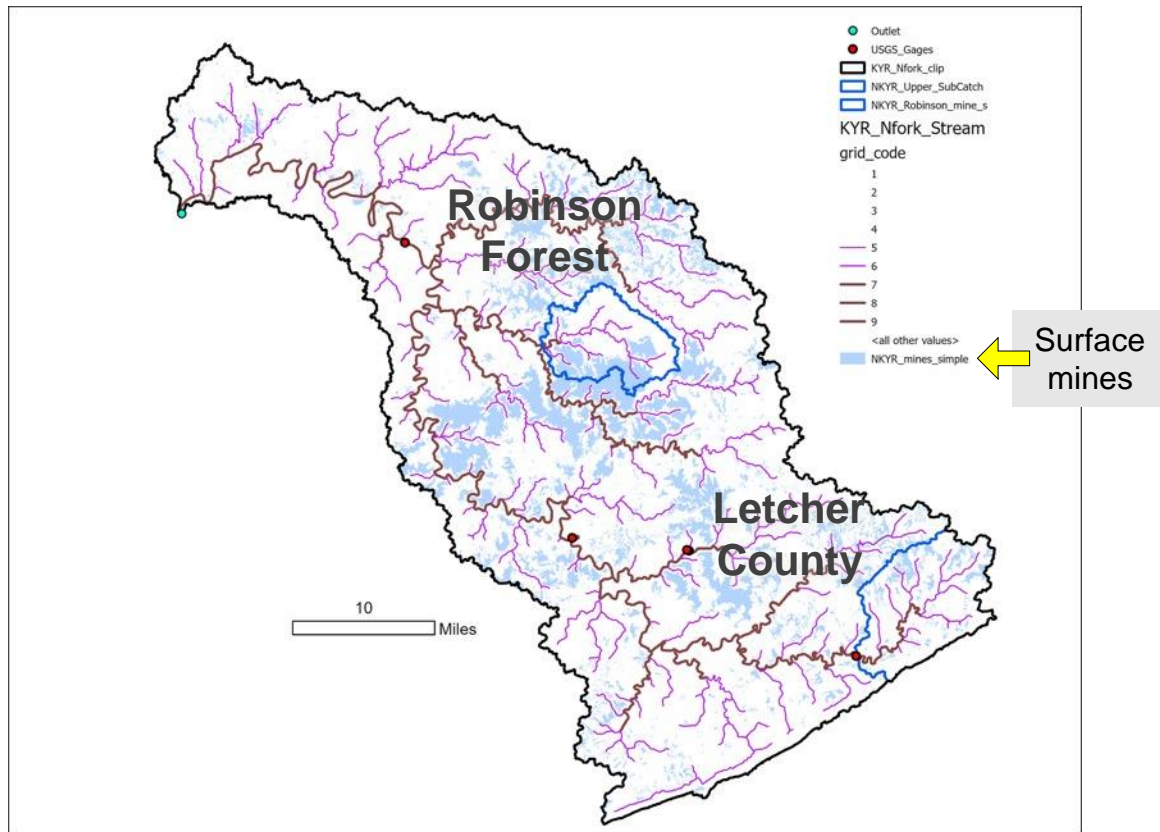 Outlet
USGS_Gages
KYR_Nfork_clip
NKYR_Upper_SubCatch
NKYR_Robinson_mine_s
KYR_Nfork_Stream
grid_code
1
2
3
4
5
6
7
8
9
<all other values>
NKYR_mines_simple
Surface
mines
Robinson
Forest
Letcher
County
10
Miles